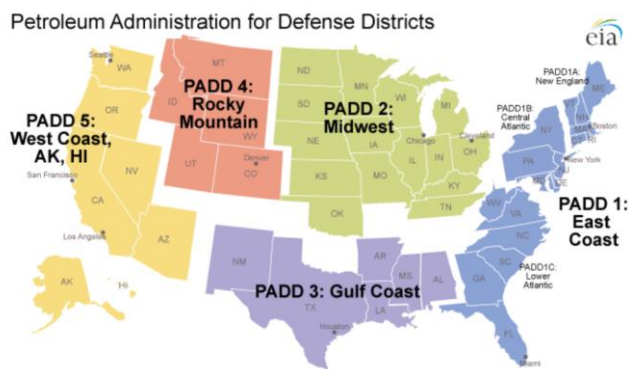 Petroleum Administration for Defense Districts
eia
Seattle
WA
MT
ND
MN
ME
PADD1A:
New England
PADD 4:
Rocky
Mountain
OR
ID
WY
SD
WI
MI
PADD1B:
Central
Atlantic
VT
NH
MA
Boston
RI
NY
PADD 5:
West Coast,
AK, HI
PADD 2:
Midwest
NE
IA
Chicago
Cleveland
PA
New York
NJ
DE
San Francisco
NV
UT
Denver
CO
KS
MO
IL
IN
OH
WV
VA
KY
PADD 1:
East
Coast
CA
Los Angeles
AZ
NM
OK
TN
NC
AR
SC
PADD1C:
Lower
Atlantic
AK
HI
PADD 3: Gulf Coast
TX
MS
AL
GA
LA
Houston
FL
Miami